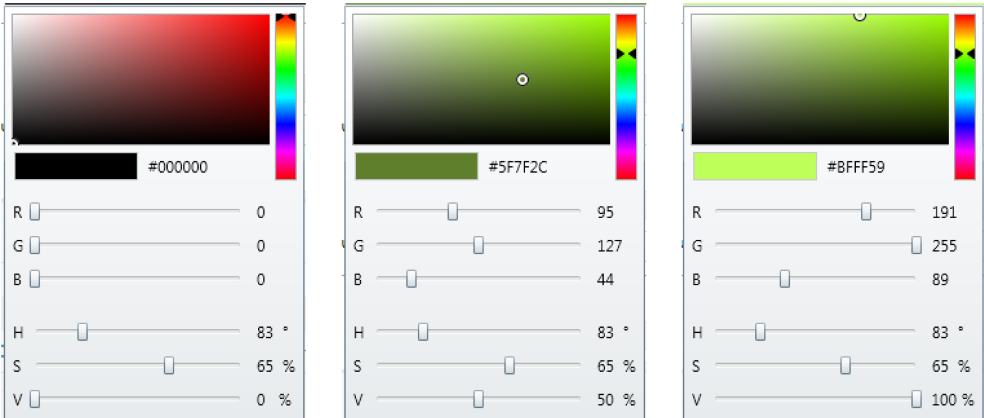 #000000
R 0
G 0
B 0
H 83 °
S 65 %
V 0 %
#5F7F2C
R 95
G 127
B 44
H 83 °
S 65 %
V 50 %
#BFFF59
R 191
G 255
B 89
H 83 °
S 65 %
V 100 %